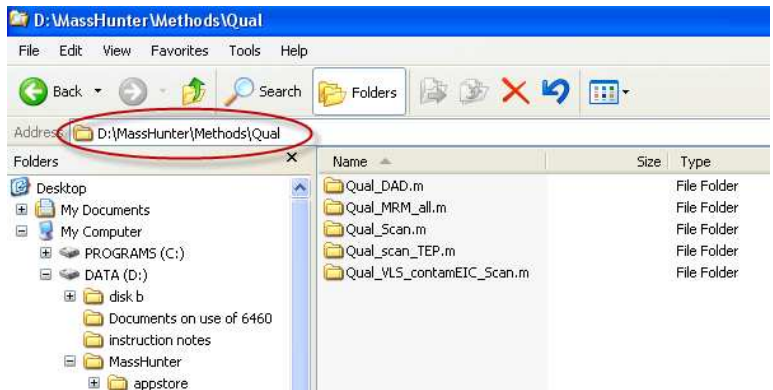 D:\MassHunter\Methods\Qual
File Edit View Favorites Tools Help
Back Search Folders
Address D:\MassHunter\Methods\Qual
Folders
Name Size Type
Desktop
My Documents
My Computer
PROGRAMS (C:)
DATA (D:)
disk b
Documents on use of 6460
instruction notes
MassHunter
appstore
Qual_DAD.m File Folder
Qual_MRM_all.m File Folder
Qual_Scan.m File Folder
Qual_scan_TEP.m File Folder
Qual_VLS_contamEIC_Scan.m File Folder